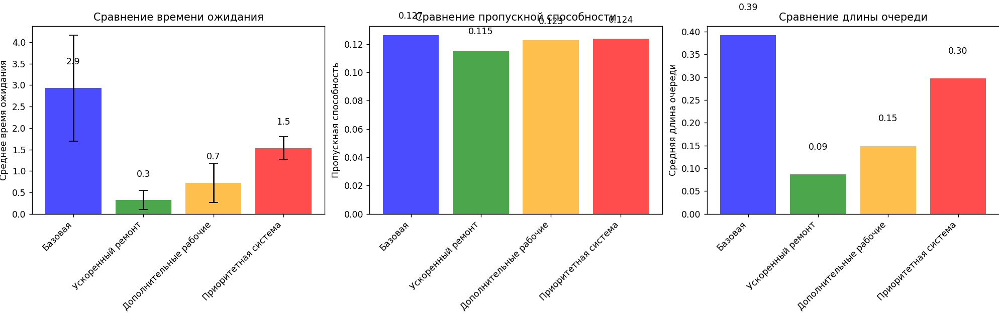 Сравнение времени ожидания
Среднее время ожидания
4.0
3.5
3.0
2.5
2.0
1.5
1.0
0.5
0.0
2.9
0.3
0.7
1.5
Базовая
Ускоренный ремонт
Дополнительные рабочие
Приоритетная система
Сравнение пропускной способности
Пропускная способность
0.12
0.10
0.08
0.06
0.04
0.02
0.00
0.127
0.115
0.123
0.124
Базовая
Ускоренный ремонт
Дополнительные рабочие
Приоритетная система
Сравнение длины очереди
Средняя длина очереди
0.40
0.35
0.30
0.25
0.20
0.15
0.10
0.05
0.00
0.39
0.09
0.15
0.30
Базовая
Ускоренный ремонт
Дополнительные рабочие
Приоритетная система